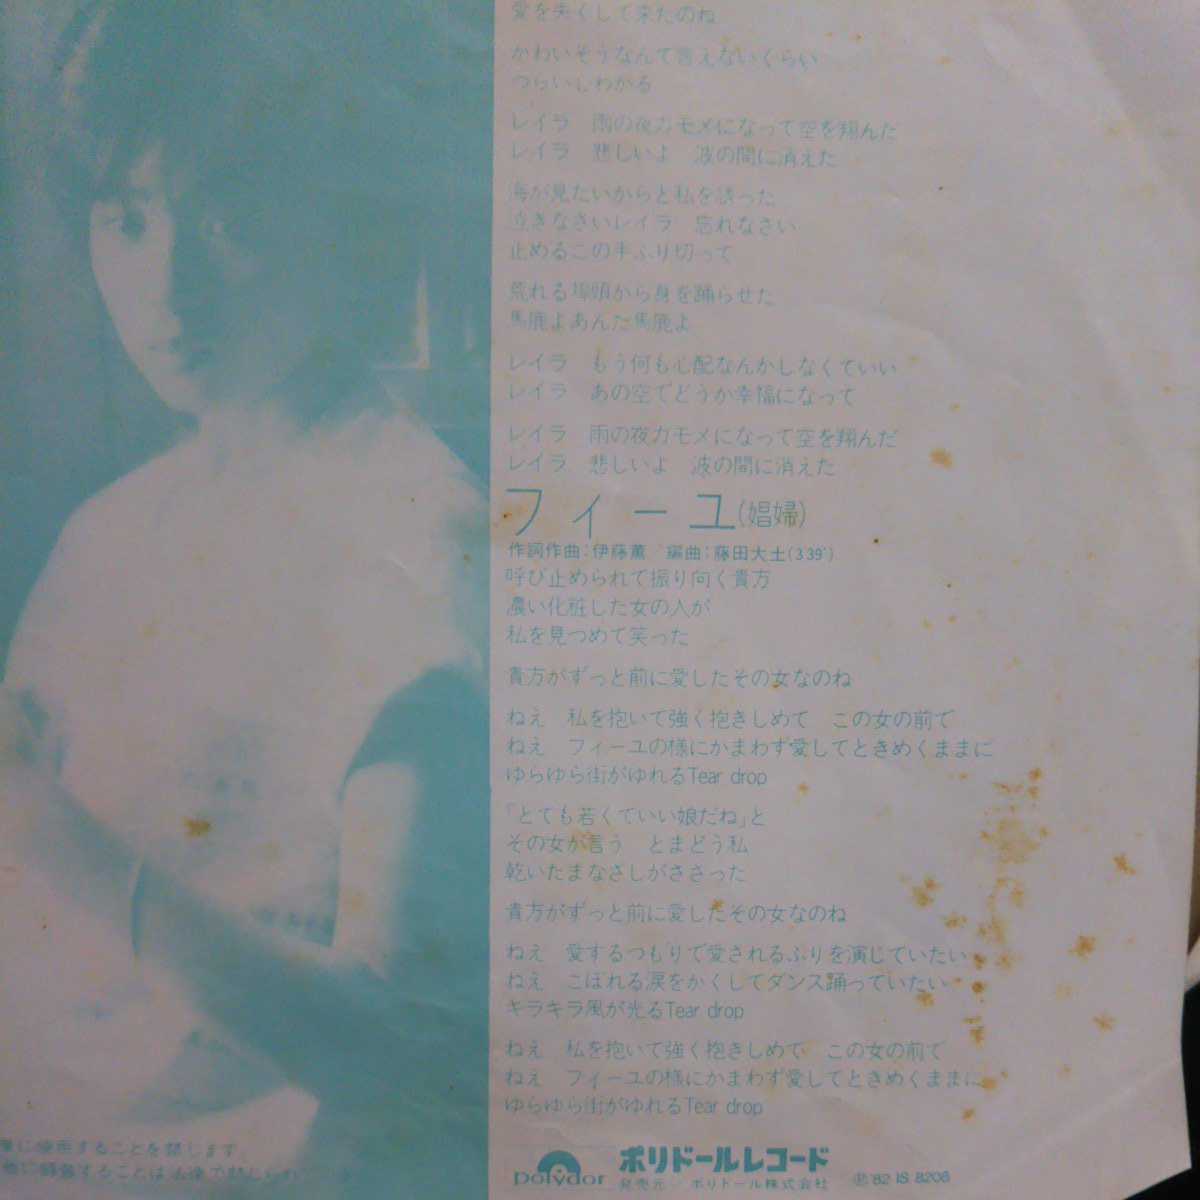 愛を失くして来たのね
かわいそうなんて言えないくらい
つらいしわかる
レイラ 雨の夜カモメになって空を翔んだ
レイラ 悲しいよ 波の間に消えた
海が見たいからと私を誘った
泣きなさいレイラ 忘れなさい
止めるこの手ふり切って
荒れる埠頭から身を踊らせた
馬鹿よあんた馬鹿よ
レイラ もう何も心配なんかしなくていい
レイラ あの空でどうか幸福になって
レイラ 雨の夜カモメになって空を翔んだ
レイラ 悲しいよ 波の間に消えた
フィーユ(娼婦)
作詞作曲:伊藤薫/編曲:藤田大土(3'39")
呼び止められて振り向く貴方
濃い化粧した女の人が
私を見つめて笑った
貴方がずっと前に愛したその女なのね
ねえ 私を抱いて強く抱きしめて この女の前で
ねえ フィーユの様にかまわず愛してときめくままに
ゆらゆら街がゆれるTear drop
「とても若くていい娘だね」と
その女が言う とまどう私
乾いたまなざしがささった
貴方がずっと前に愛したその女なのね
ねえ 愛するつもりで愛されるふりを演じていたい
ねえ こぼれる涙をかくしてダンス踊っていたい
キラキラ風が光るTear drop
ねえ 私を抱いて強く抱きしめて この女の前で
ねえ フィーユの様にかまわず愛してときめくままに
ゆらゆら街がゆれるTear drop
に使用することを禁じます。
に録音することは法律で禁じられ
polydor ポリドールレコード
発売元/ポリドール株式会社 Ⓟ'82 IS 8206